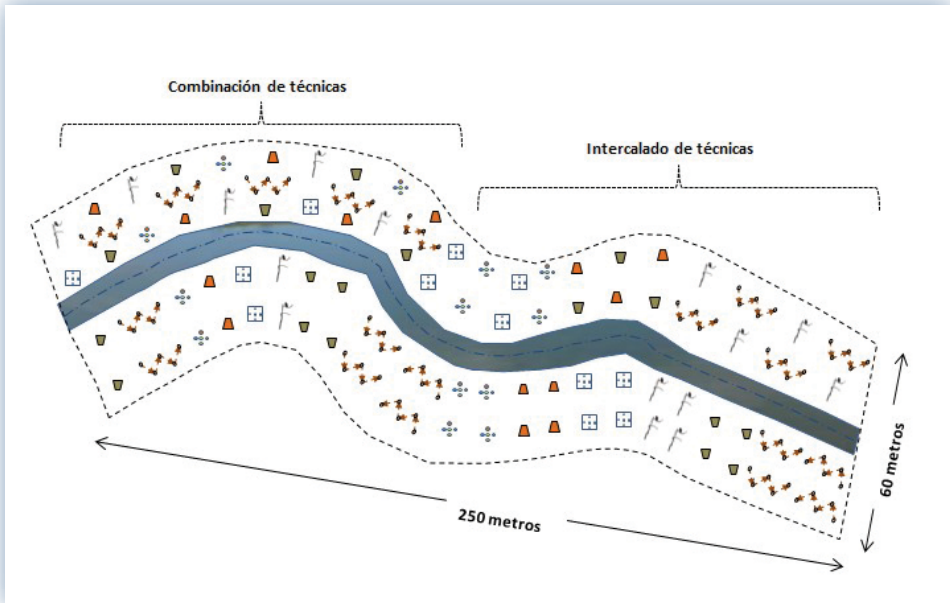 Combinación de técnicas
Intercalado de técnicas
60 metros
250 metros